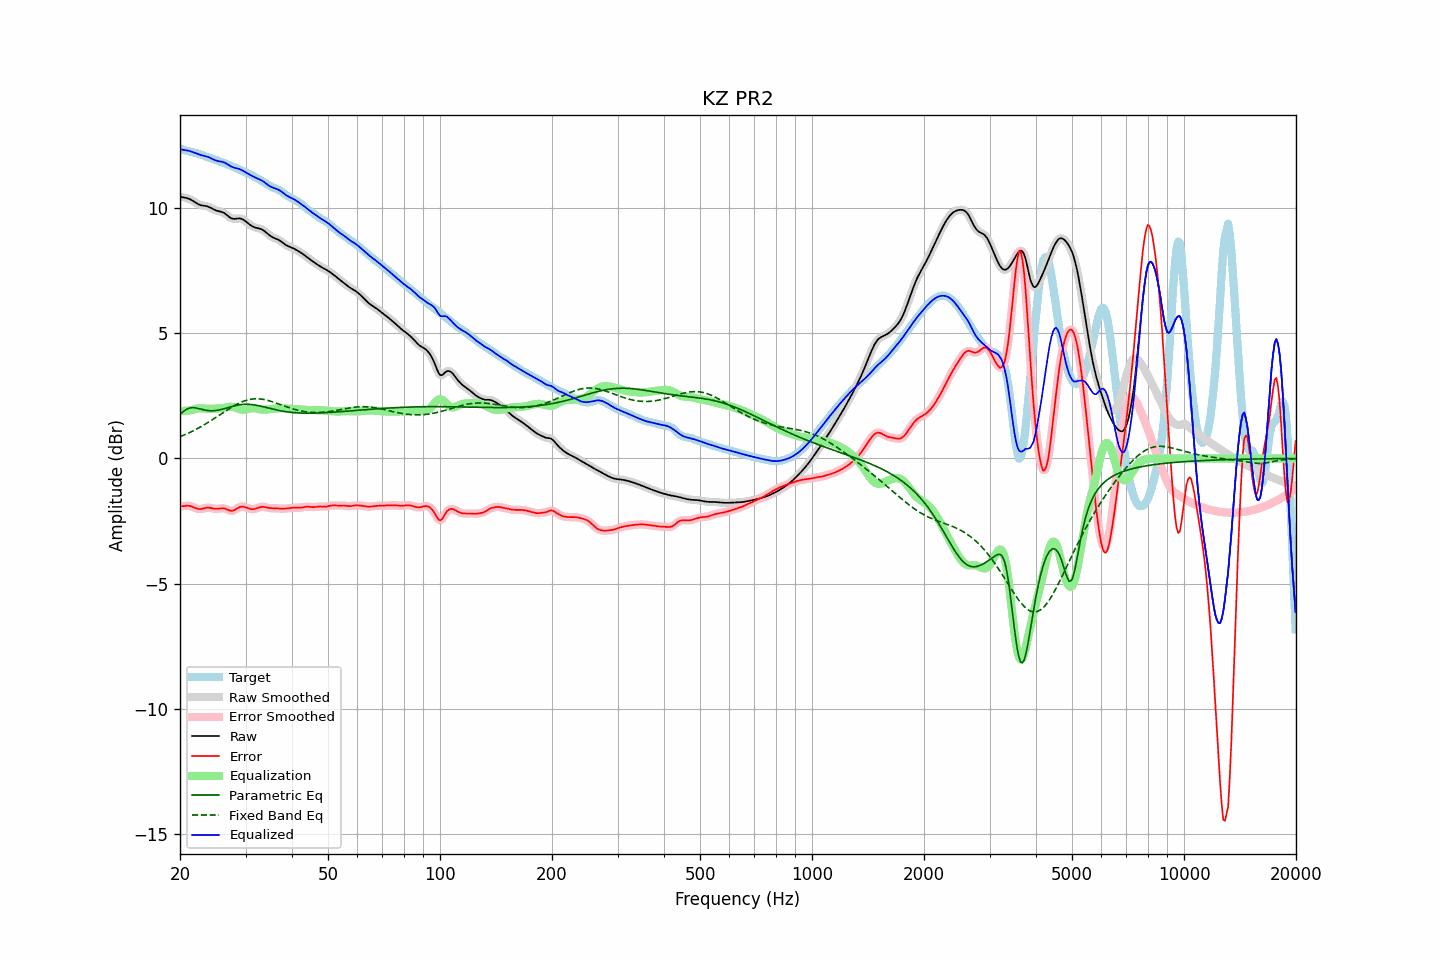 KZ PR2
Amplitude (dBr)
10
5
0
−5
−10
−15
Target
Raw Smoothed
Error Smoothed
Raw
Error
Equalization
Parametric Eq
Fixed Band Eq
Equalized
20 50 100 200 500 1000 2000 5000 10000 20000
Frequency (Hz)